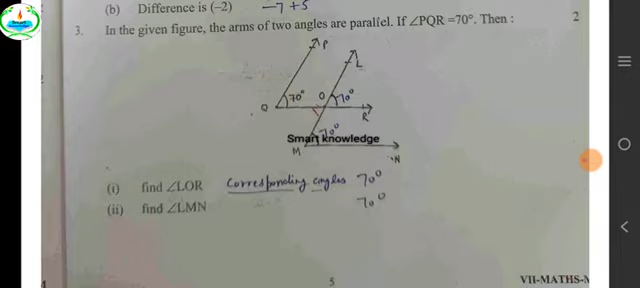 (b) Difference is (–2) –7 + 5
3. In the given figure, the arms of two angles are parallel. If ∠PQR =70°. Then : 2
P
L
Q 70° O 70°
R
70°
Smart knowledge
M N
(i) find ∠LOR Corresponding angles 70°
(ii) find ∠LMN 70°
5 VII-MATHS-M